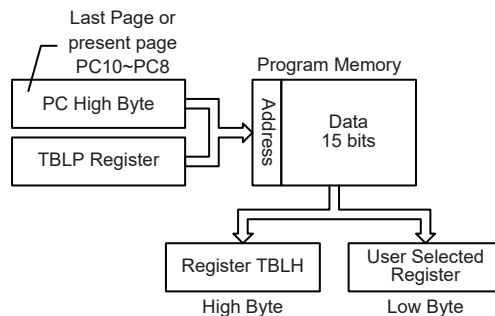 Last Page or
present page
PC10~PC8
Program Memory
PC High Byte
TBLP Register
Address
Data
15 bits
Register TBLH
User Selected
Register
High Byte
Low Byte